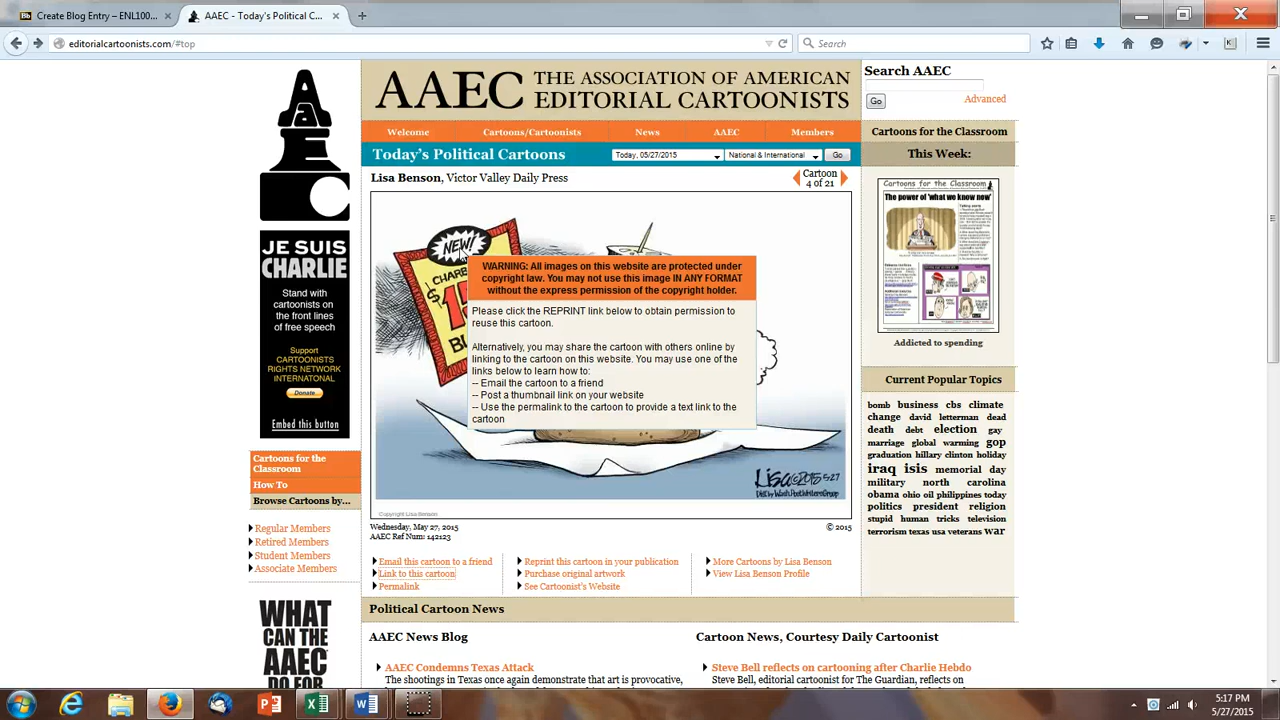 Create Blog Entry – ENL100...
AAEC - Today's Political C...
editorialcartoonists.com/#top
Search
AAEC
JE SUIS
CHARLIE
Stand with
cartoonists on
the front lines
of free speech
Support
CARTOONISTS
RIGHTS NETWORK
INTERNATONAL
Donate
Embed this button
Cartoons for the
Classroom
How To
Browse Cartoons by...
Regular Members
Retired Members
Student Members
Associate Members
WHAT
CAN THE
AAEC
DO FOR
AAEC THE ASSOCIATION OF AMERICAN
EDITORIAL CARTOONISTS
Welcome Cartoons/Cartoonists News AAEC Members
Today's Political Cartoons Today, 05/27/2015 National & International Go
Lisa Benson, Victor Valley Daily Press
Cartoon
4 of 21
NEW!
CHARB
WARNING: All images on this website are protected under
copyright law. You may not use this image IN ANY FORMAT
without the express permission of the copyright holder.
Please click the REPRINT link below to obtain permission to
reuse this cartoon.
Alternatively, you may share the cartoon with others online by
linking to the cartoon on this website. You may use one of the
links below to learn how to:
-- Email the cartoon to a friend
-- Post a thumbnail link on your website
-- Use the permalink to the cartoon to provide a text link to the
cartoon
Lisa©2015 5/27
Dist by Wash.PostWritersGroup
Copyright Lisa Benson
Wednesday, May 27, 2015 © 2015
AAEC Ref Num: 142123
Email this cartoon to a friend
Link to this cartoon
Permalink
Reprint this cartoon in your publication
Purchase original artwork
See Cartoonist's Website
More Cartoons by Lisa Benson
View Lisa Benson Profile
Political Cartoon News
AAEC News Blog
AAEC Condemns Texas Attack
The shootings in Texas once again demonstrate that art is provocative,
Cartoon News, Courtesy Daily Cartoonist
Steve Bell reflects on cartooning after Charlie Hebdo
Steve Bell, editorial cartoonist for The Guardian, reflects on
Search AAEC
Go Advanced
Cartoons for the Classroom
This Week:
Cartoons for the Classroom
The power of 'what we know now'
Addicted to spending
Current Popular Topics
bomb business cbs climate
change david letterman dead
death debt election gay
marriage global warming gop
graduation hillary clinton holiday
iraq isis memorial day
military north carolina
obama ohio oil philippines today
politics president religion
stupid human tricks television
terrorism texas usa veterans war
5:17 PM
5/27/2015